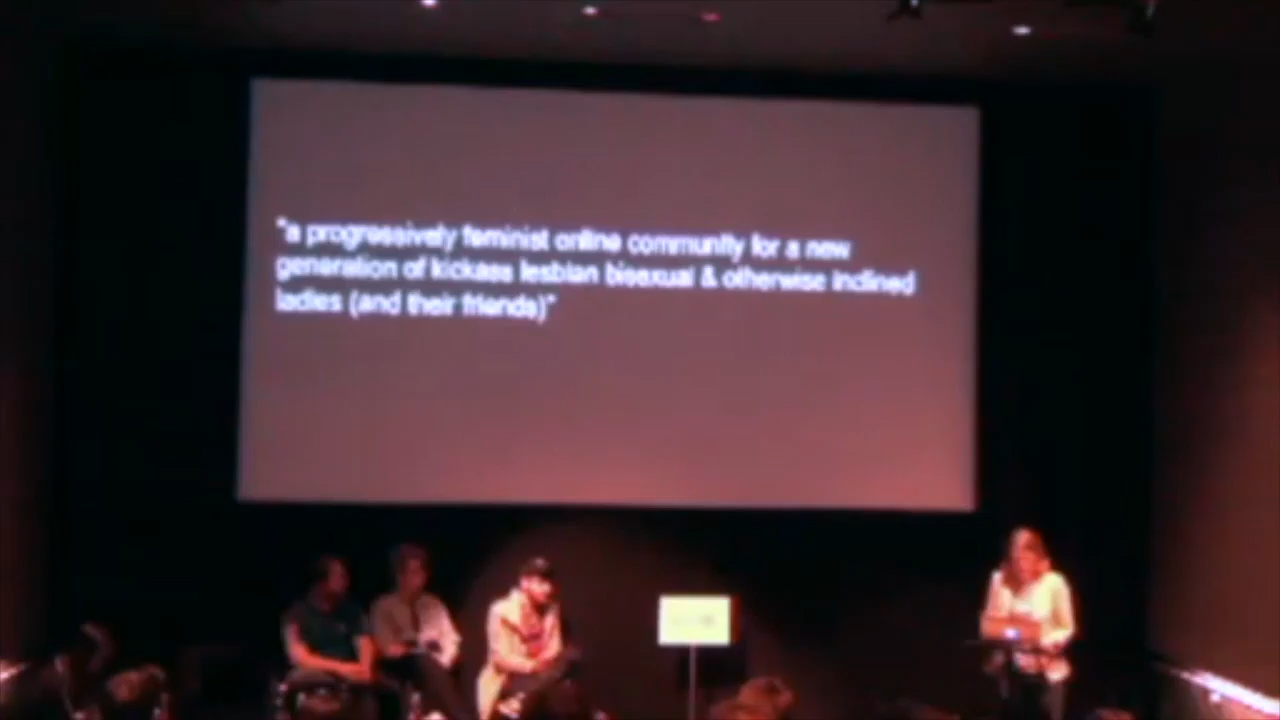 "a progressively feminist online community for a new
generation of kickass lesbian bisexual & otherwise inclined
ladies (and their friends)"